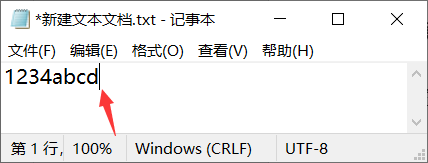 *新建文本文档.txt - 记事本
文件(F) 编辑(E) 格式(O) 查看(V) 帮助(H)
1234abcd
第 1 行, 100% Windows (CRLF) UTF-8